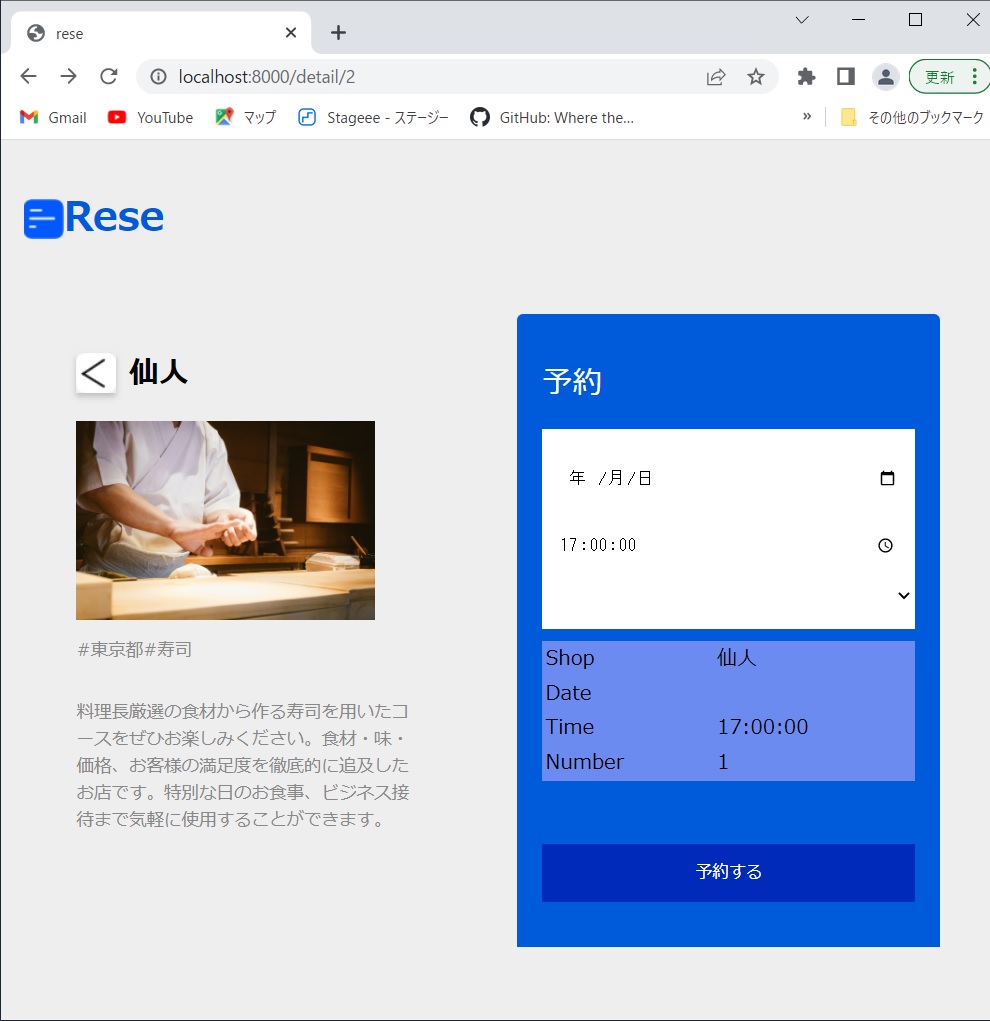 rese
localhost:8000/detail/2
更新
Gmail
YouTube
マップ
Stageee - ステージー
GitHub: Where the...
»
その他のブックマーク
Rese
仙人
#東京都#寿司
料理長厳選の食材から作る寿司を用いたコ
ースをぜひお楽しみください。食材・味・
価格、お客様の満足度を徹底的に追及した
お店です。特別な日のお食事、ビジネス接
待まで気軽に使用することができます。
予約
年 /月/日
17:00:00
Shop 仙人
Date
Time 17:00:00
Number 1
予約する